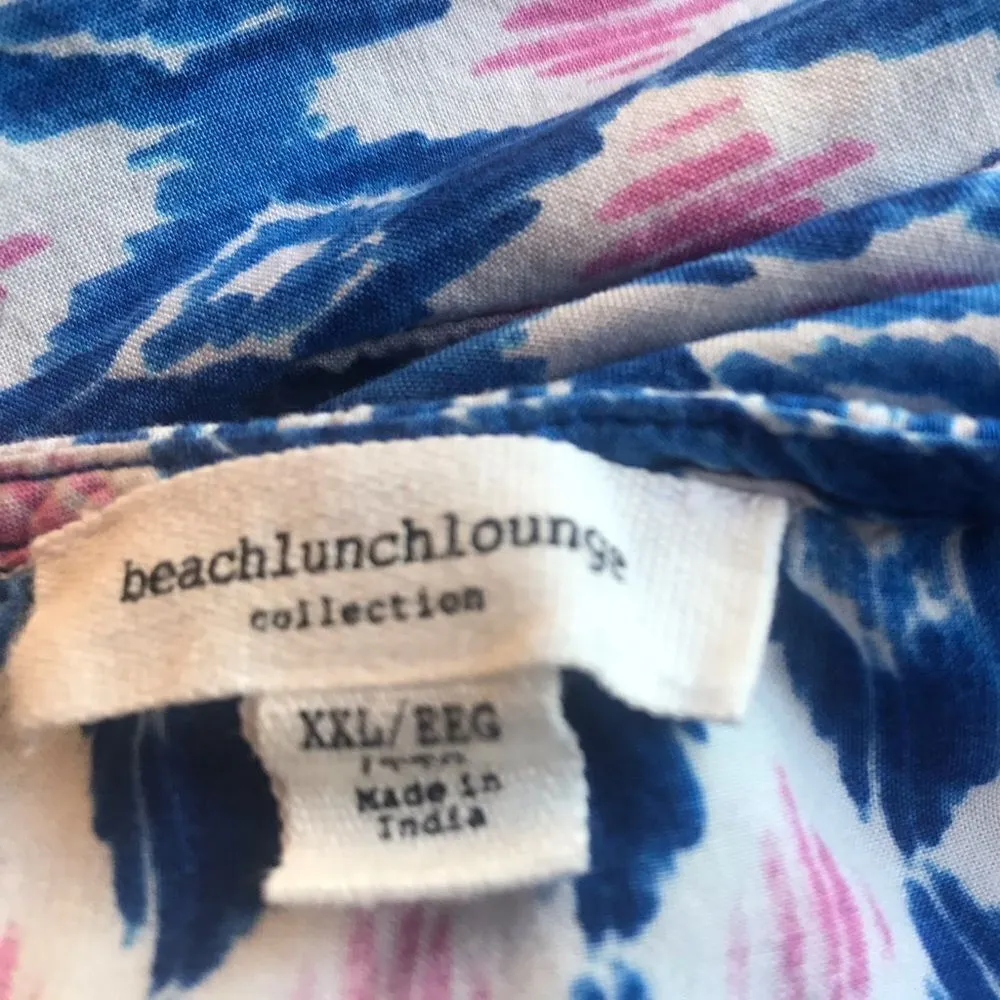 beachlunchlounge
collection
XXL/EEG
Made in
India